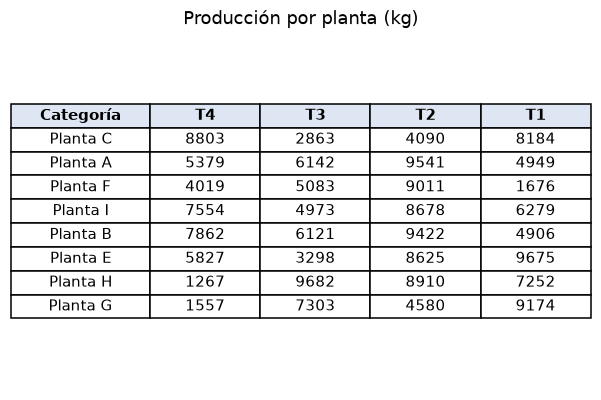 Producción por planta (kg)
Categoría T4 T3 T2 T1
Planta C 8803 2863 4090 8184
Planta A 5379 6142 9541 4949
Planta F 4019 5083 9011 1676
Planta I 7554 4973 8678 6279
Planta B 7862 6121 9422 4906
Planta E 5827 3298 8625 9675
Planta H 1267 9682 8910 7252
Planta G 1557 7303 4580 9174